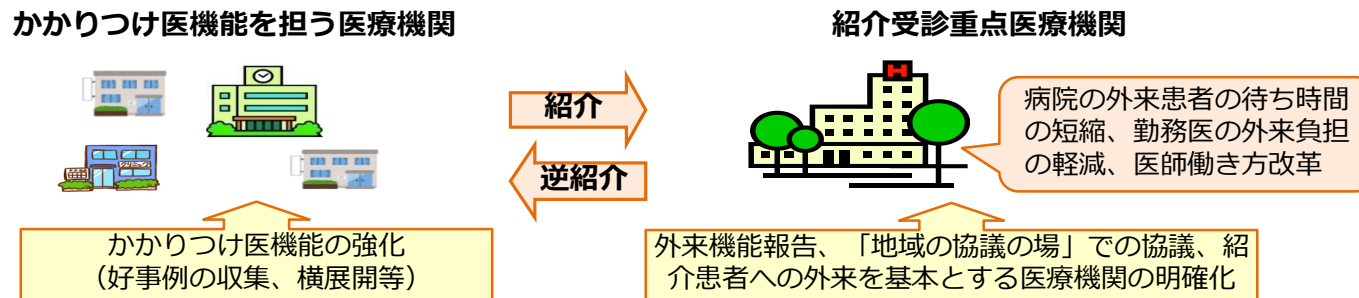 かかりつけ医機能を担う医療機関
紹介受診重点医療機関
紹介
逆紹介
病院の外来患者の待ち時間
の短縮、勤務医の外来負担
の軽減、医師働き方改革
かかりつけ医機能の強化
（好事例の収集、横展開等）
外来機能報告、「地域の協議の場」での協議、紹
介患者への外来を基本とする医療機関の明確化
H
クリニック